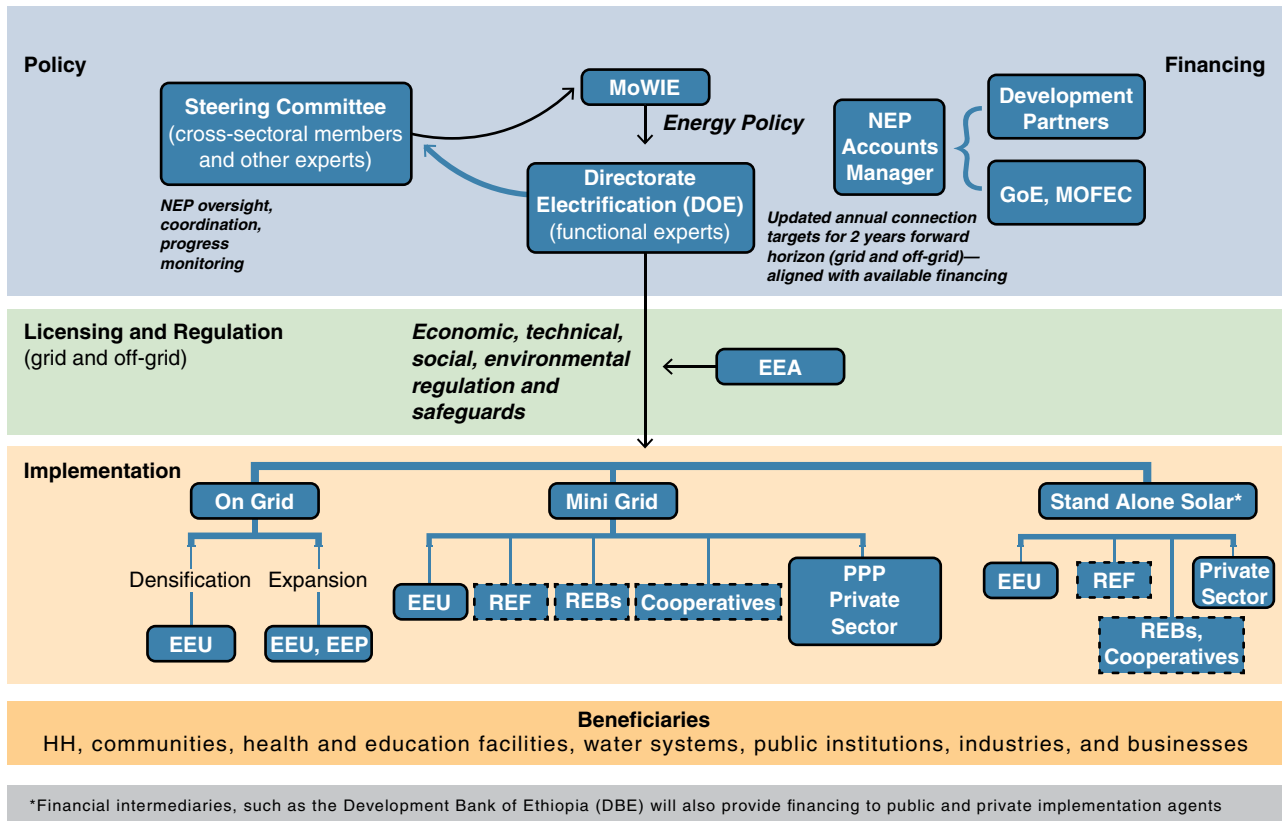 Policy
Financing
Steering Committee
(cross-sectoral members
and other experts)
NEP oversight,
coordination,
progress
monitoring
MoWIE
Energy Policy
Directorate
Electrification (DOE)
(functional experts)
NEP
Accounts
Manager
Development
Partners
GoE, MOFEC
Updated annual connection
targets for 2 years forward
horizon (grid and off-grid)—
aligned with available financing
Licensing and Regulation
(grid and off-grid)
Economic, technical,
social, environmental
regulation and
safeguards
EEA
Implementation
On Grid
Densification
Expansion
EEU
EEU, EEP
Mini Grid
EEU
REF
REBs
Cooperatives
PPP
Private
Sector
Stand Alone Solar*
EEU
REF
REBs,
Cooperatives
Private
Sector
Beneficiaries
HH, communities, health and education facilities, water systems, public institutions, industries, and businesses
*Financial intermediaries, such as the Development Bank of Ethiopia (DBE) will also provide financing to public and private implementation agents